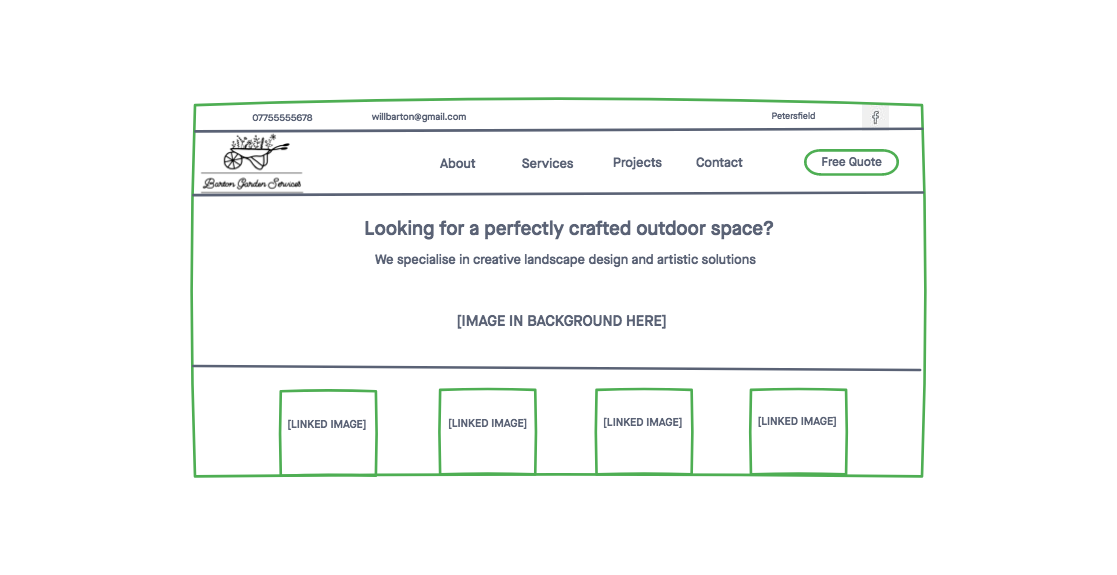 07755555678 willbarton@gmail.com Petersfield f
Barton Garden Services
About Services Projects Contact Free Quote
Looking for a perfectly crafted outdoor space?
We specialise in creative landscape design and artistic solutions
[IMAGE IN BACKGROUND HERE]
[LINKED IMAGE] [LINKED IMAGE] [LINKED IMAGE] [LINKED IMAGE]